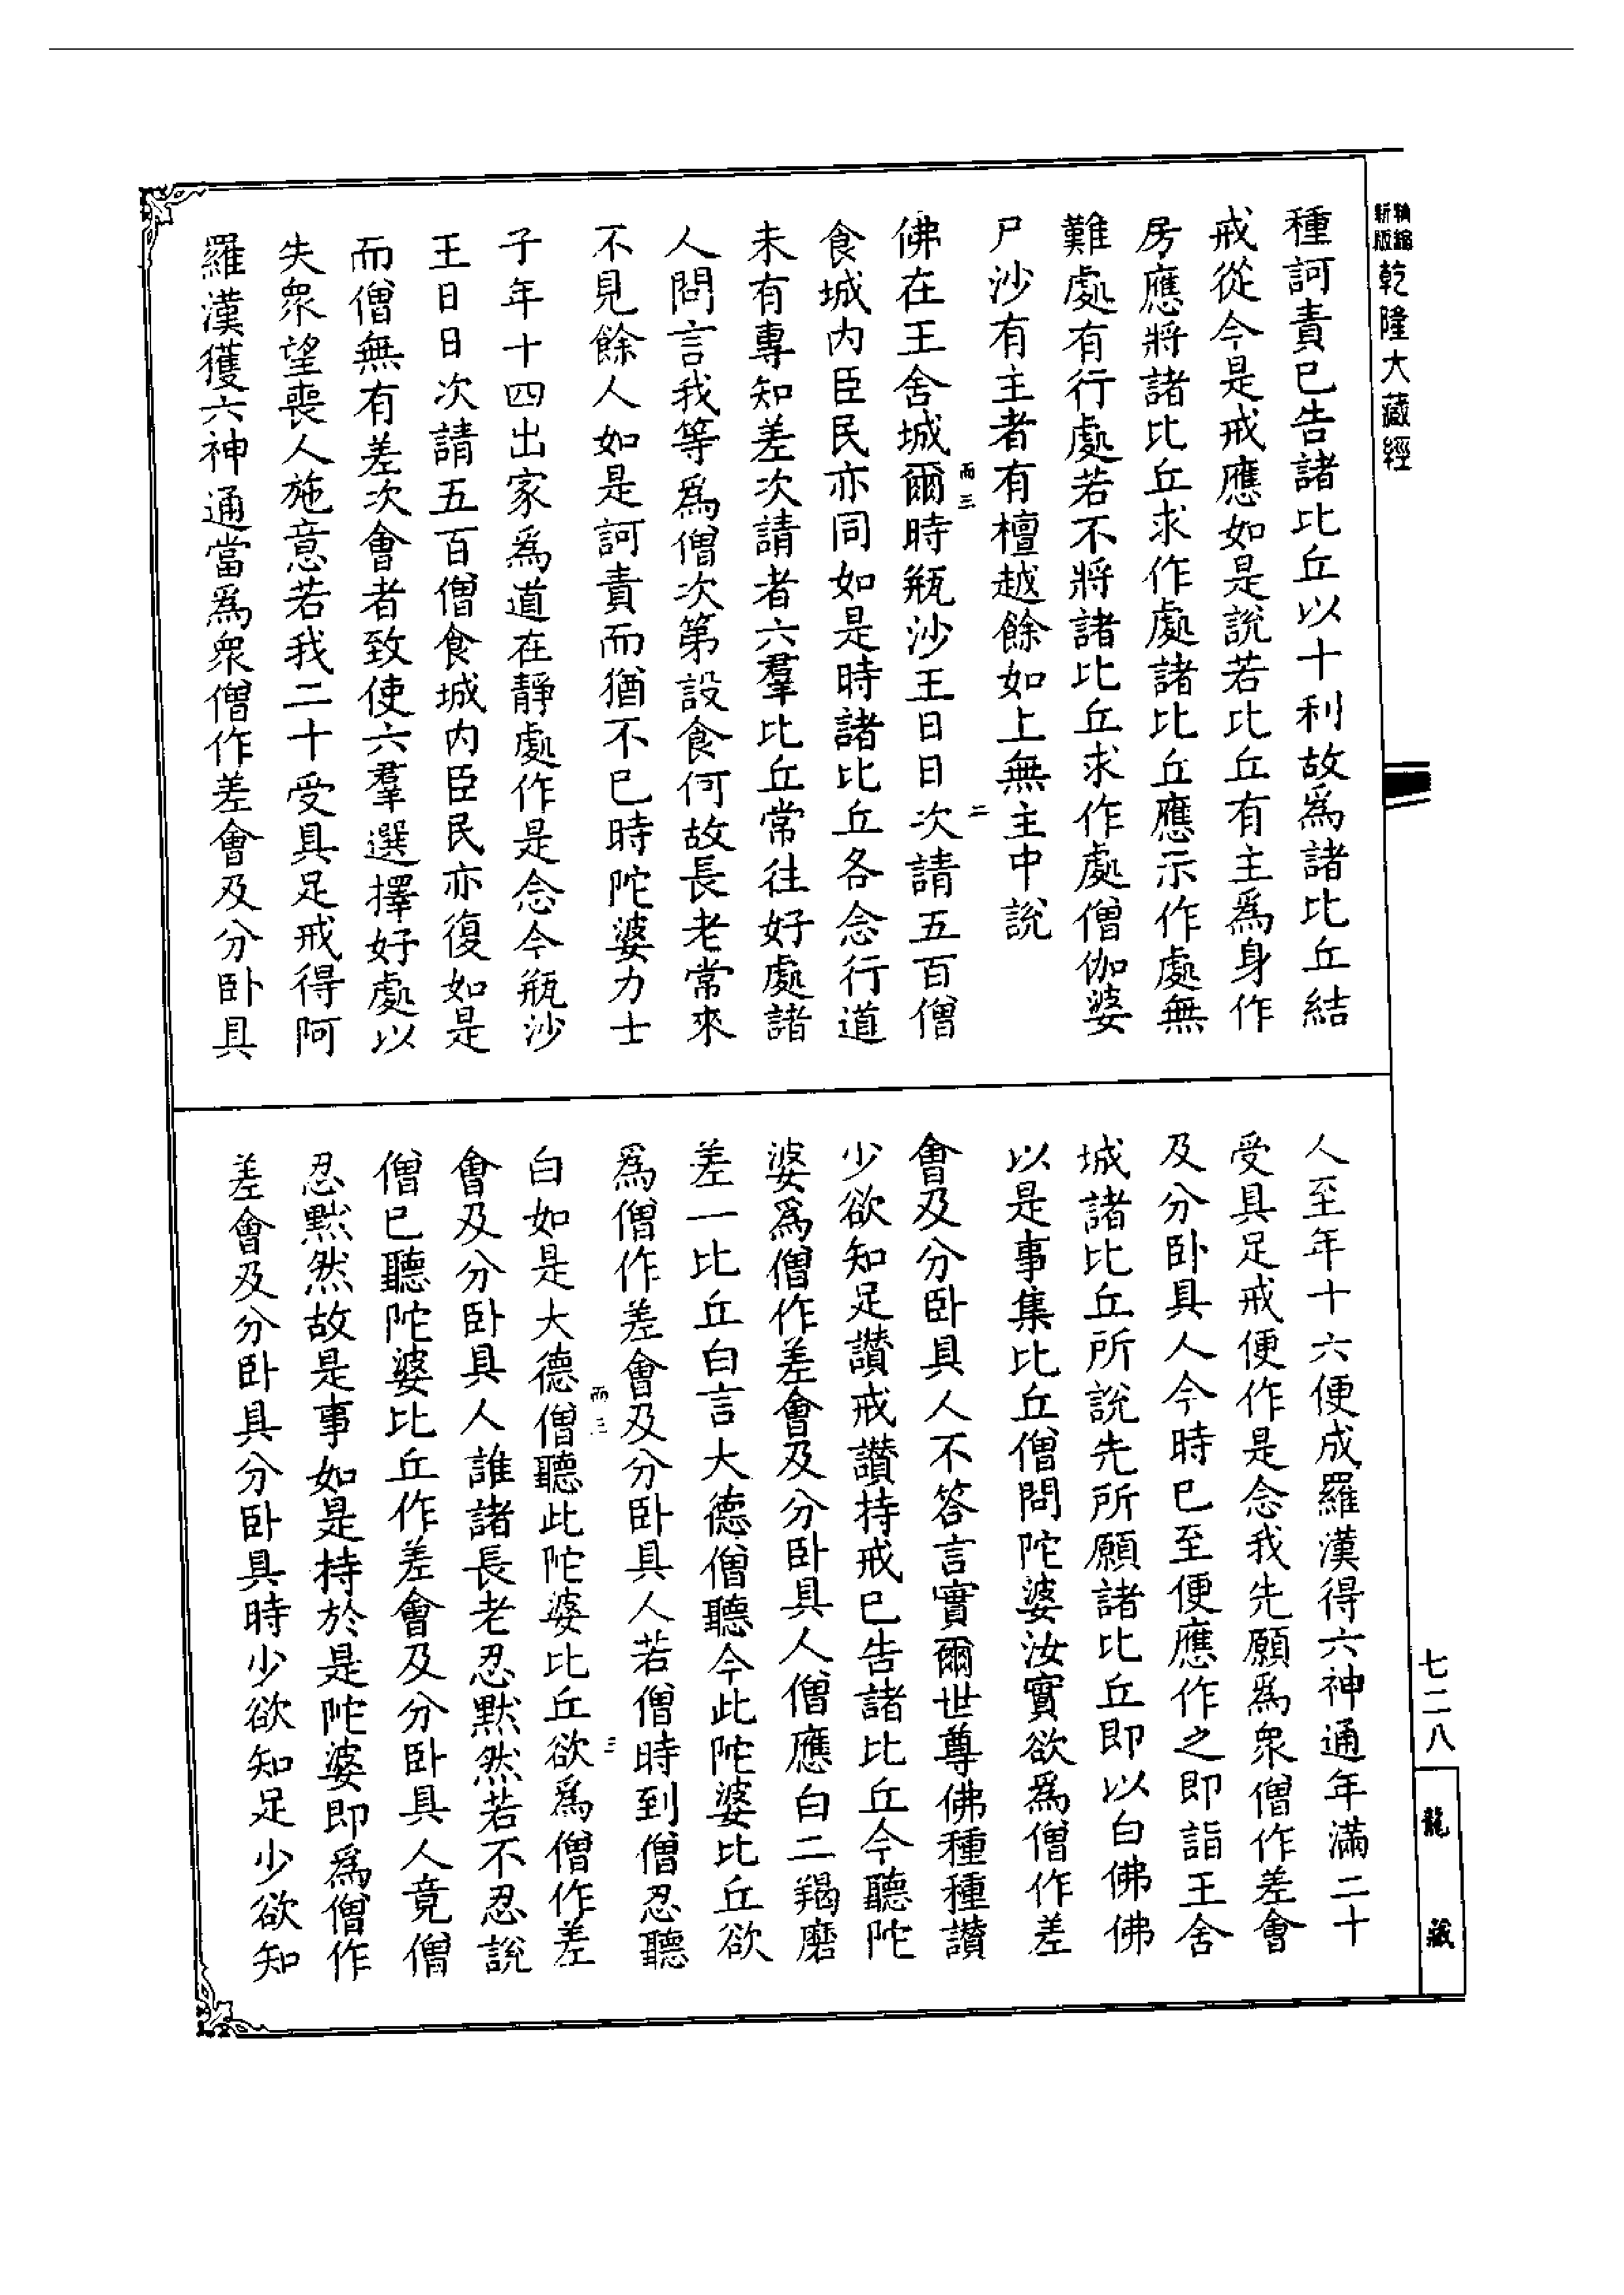 新版精縮乾隆大藏經
種訶責已告諸比丘以十利故爲諸比丘結
戒從今是戒應如是說若比丘有主爲身作
房應將諸比丘求作處諸比丘應示作處無
難處有行處若不將諸比丘求作處僧伽婆
尸沙有主者有檀越餘如上無主中說
而三
二
佛在王舍城爾時瓶沙王日日次請五百僧
食城內臣民亦同如是時諸比丘各念行道
未有專知差次請者六羣比丘常往好處諸
人問言我等爲僧次第設食何故長老常來
不見餘人如是訶責而猶不已時陀婆力士
子年十四出家爲道在靜處作是念今瓶沙
王日日次請五百僧食城內臣民亦復如是
而僧無有差次會者致使六羣選擇好處以
失衆望喪人施意若我二十受具足戒得阿
羅漢獲六神通當爲衆僧作差會及分卧具
人至年十六便成羅漢得六神通年滿二十
受具足戒便作是念我先願爲衆僧作差會
及分卧具人今時已至便應作之即詣王舍
城諸比丘所說先所願諸比丘即以白佛佛
以是事集比丘僧問陀婆汝實欲爲僧作差
會及分卧具人不答言實爾世尊佛種種讚
少欲知足讚戒讚持戒已告諸比丘今聽陀
婆爲僧作差會及分卧具人僧應白二羯磨
差一比丘白言大德僧聽今此陀婆比丘欲
爲僧作差會及分卧具人若僧時到僧忍聽
而三
三
白如是大德僧聽此陀婆比丘欲爲僧作差
會及分卧具人誰諸長老忍默然若不忍說
僧已聽陀婆比丘作差會及分卧具人竟僧
忍默然故是事如是持於是陀婆即爲僧作
差會及分卧具分卧具時少欲知足少欲知
七二八
龍藏